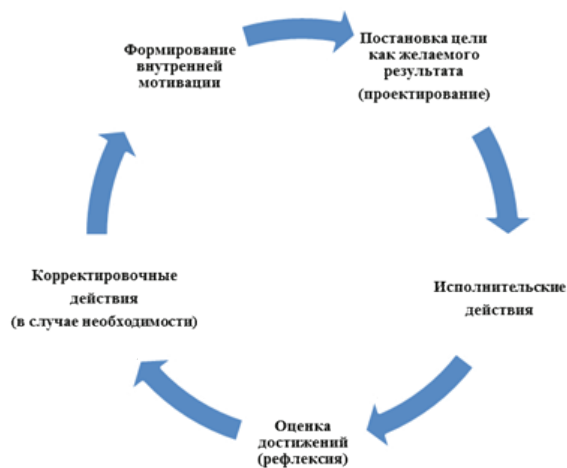 Формирование
внутренней
мотивации
Постановка цели
как желаемого
результата
(проектирование)
Исполнительские
действия
Оценка
достижений
(рефлексия)
Корректировочные
действия
(в случае необходимости)